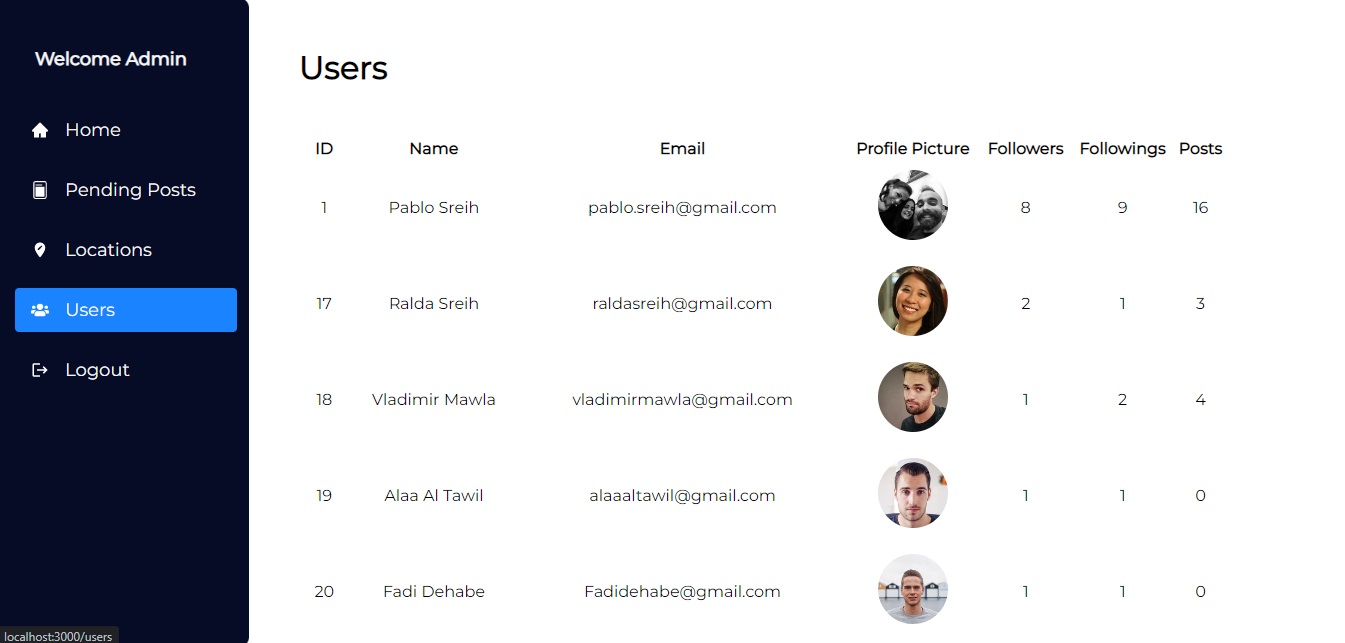 Welcome Admin
Home
Pending Posts
Locations
Users
Logout
Users
ID Name Email Profile Picture Followers Followings Posts
1 Pablo Sreih pablo.sreih@gmail.com 8 9 16
17 Ralda Sreih raldasreih@gmail.com 2 1 3
18 Vladimir Mawla vladimirmawla@gmail.com 1 2 4
19 Alaa Al Tawil alaaaltawil@gmail.com 1 1 0
20 Fadi Dehabe Fadidehabe@gmail.com 1 1 0
localhost:3000/users